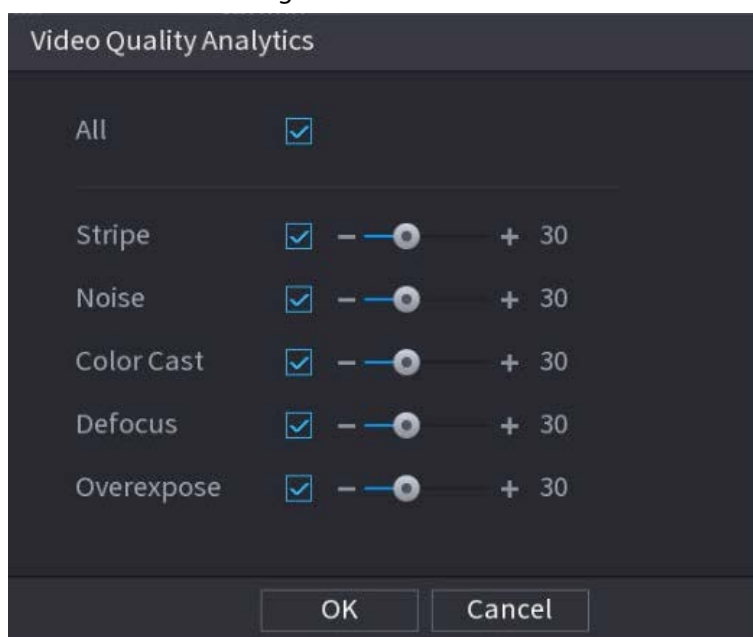 Video Quality Analytics
All
Stripe - + 30
Noise - + 30
Color Cast - + 30
Defocus - + 30
Overexpose - + 30
OK Cancel